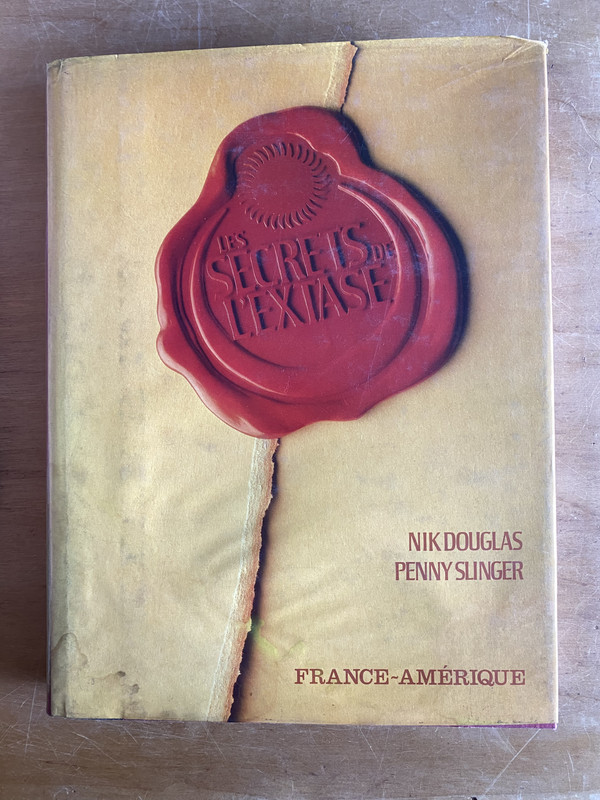 LES
SECRETS DE
L'EXTASE
NIK DOUGLAS
PENNY SLINGER
FRANCE-AMÉRIQUE